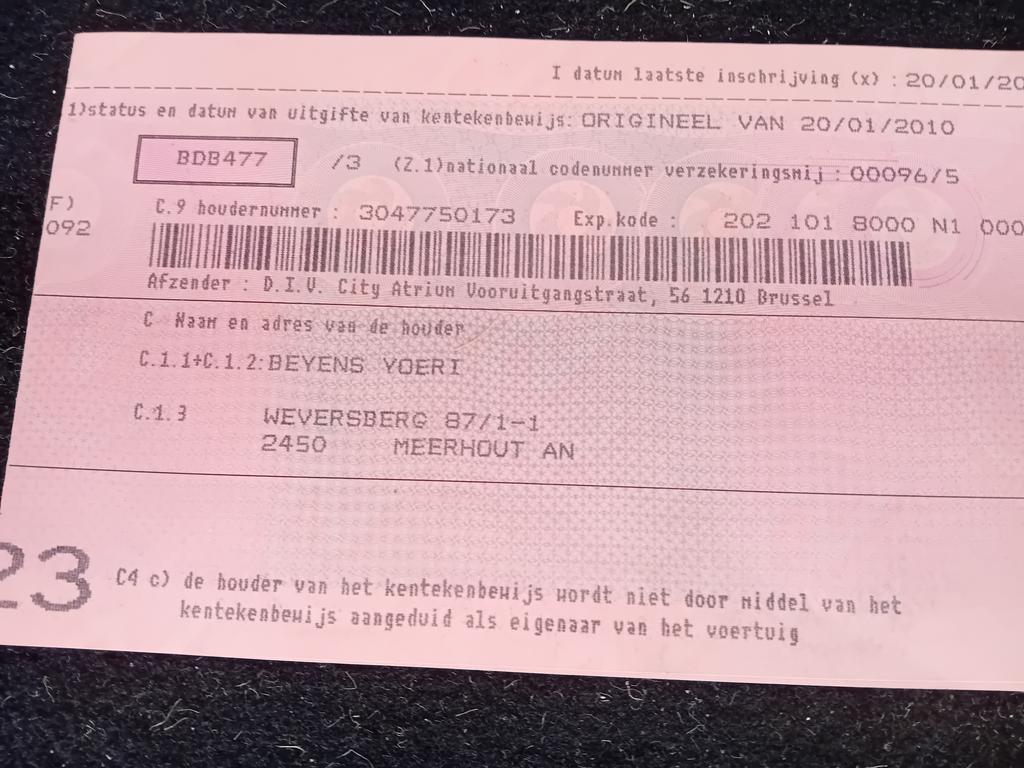 I datum laatste inschrijving (x) : 20/01/20
1)status en datum van uitgifte van kentekenbewijs: ORIGINEEL VAN 20/01/2010
BDB477 /3 (Z.1)nationaal codenummer verzekeringsmij : 00096/5
F) C.9 houdernummer : 3047750173 Exp.kode : 202 101 8000 N1 000
092
Afzender : D.I.V. City Atrium Vooruitgangstraat, 56 1210 Brussel
C Naam en adres van de houder
C.1.1+C.1.2: BEYENS YOERI
C.1.3 WEVERSBERG 87/1-1
2450 MEERHOUT AN
23
C4 c) de houder van het kentekenbewijs wordt niet door middel van het
kentekenbewijs aangeduid als eigenaar van het voertuig